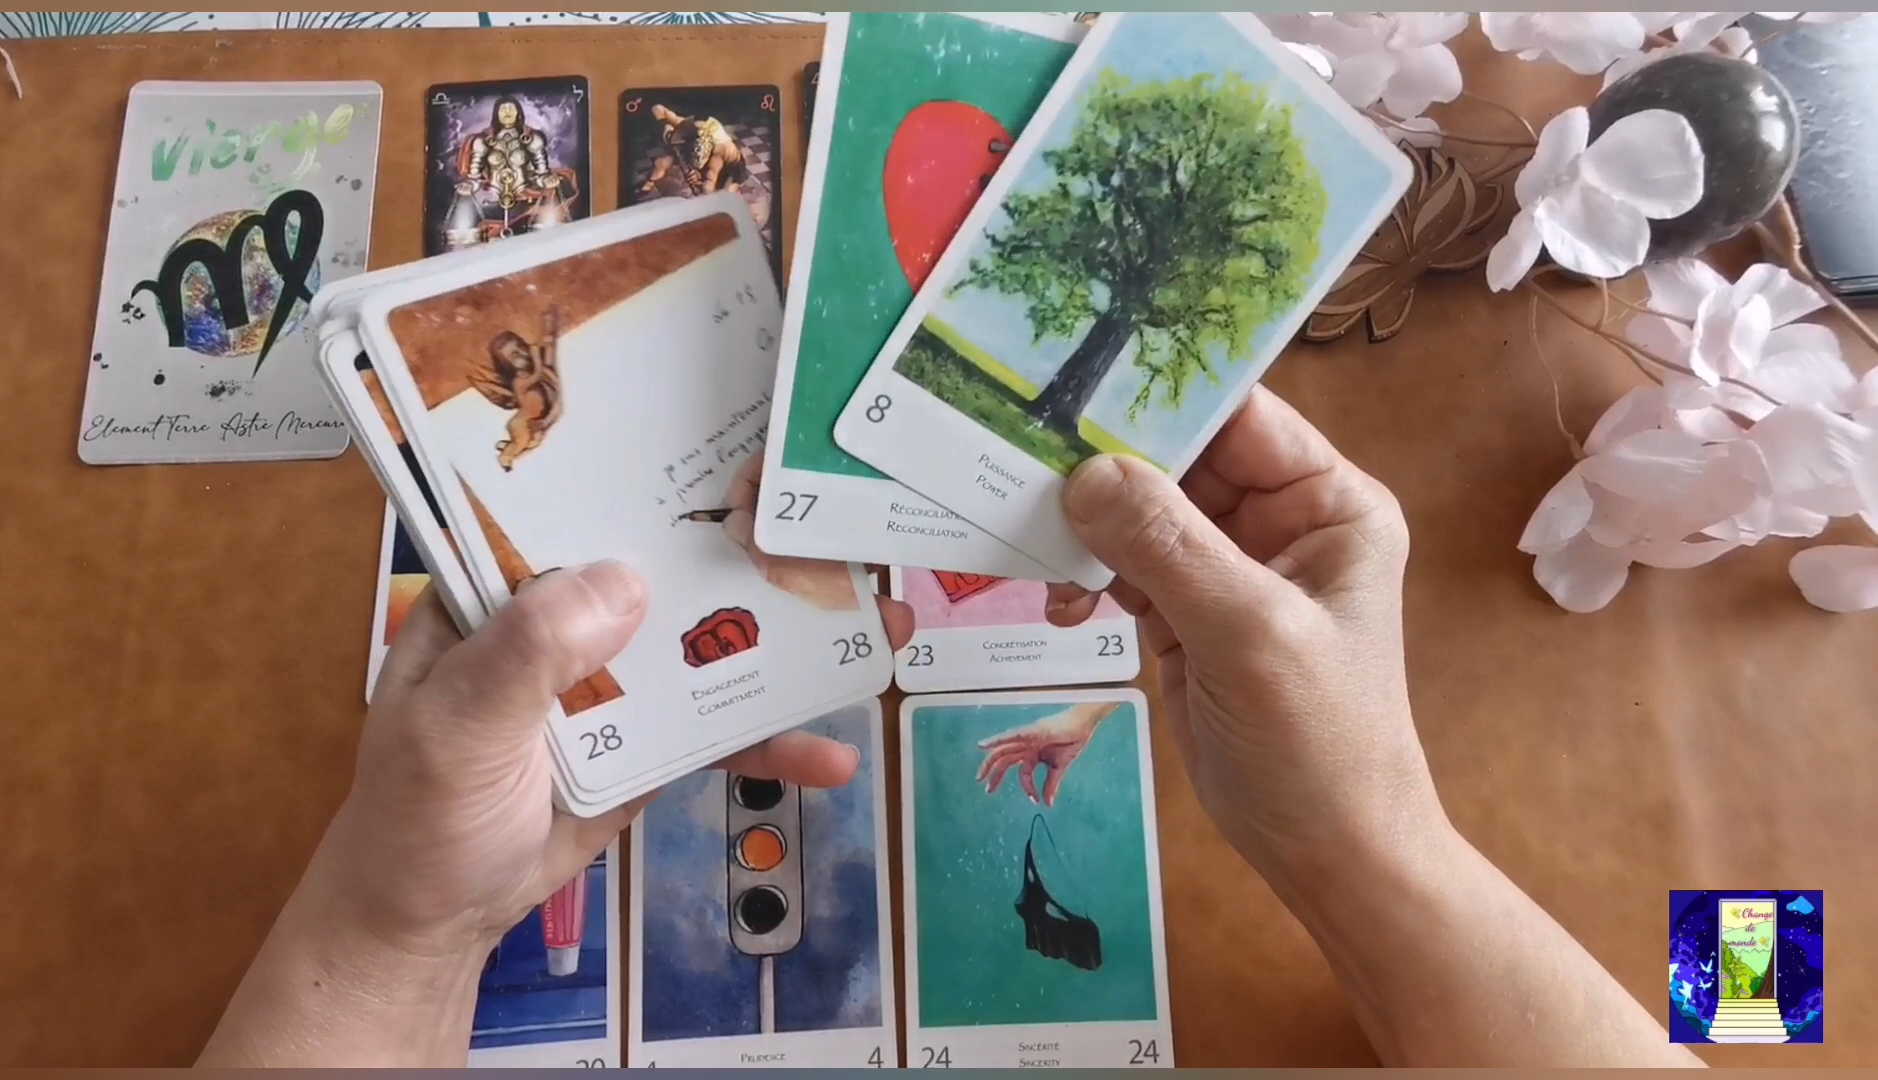 Vierge
Element Terre Astre Mercure
8
Puissance
Power
27
Reconciliation
28
Engagement
Commitment
28
23
Concrétisation
Achievement
23
Prudence
4
24
Sincérité
Sincerity
24
Change
de
monde